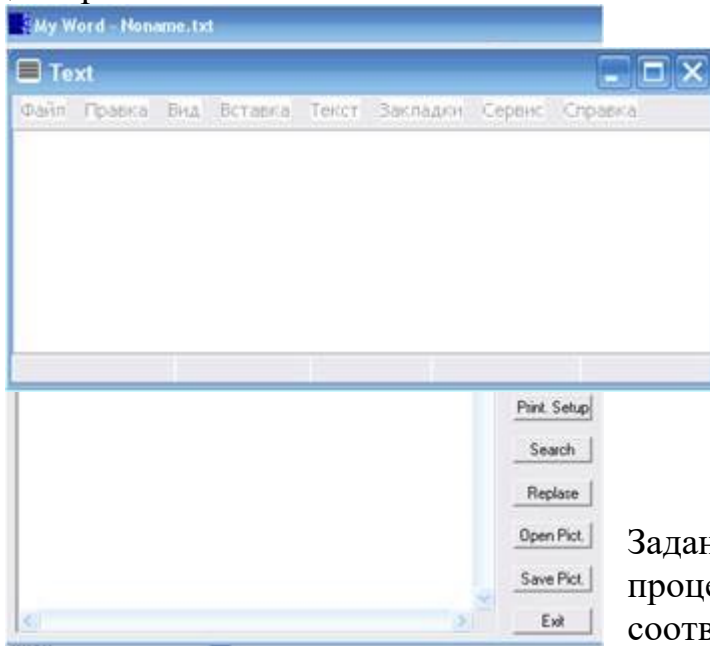 My Word - Noname.txt
Text
Файл Правка Вид Вставка Текст Закладки Сервис Справка
Print. Setup
Search
Replase
Open Pict.
Save Pict.
Exit
Задан
проце
соотв